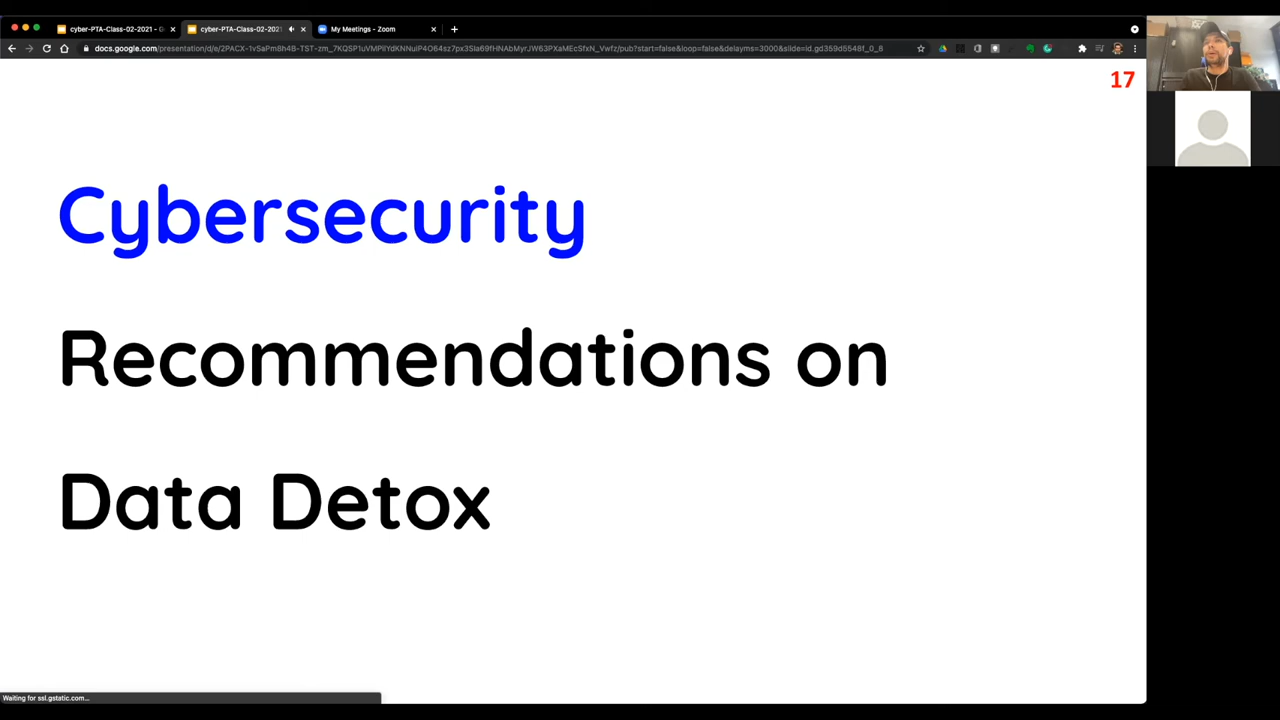 cyber-PTA-Class-02-2021 -
cyber-PTA-Class-02-2021
My Meetings - Zoom
17
Cybersecurity
Recommendations on
Data Detox
Waiting for ssl.gstatic.com...